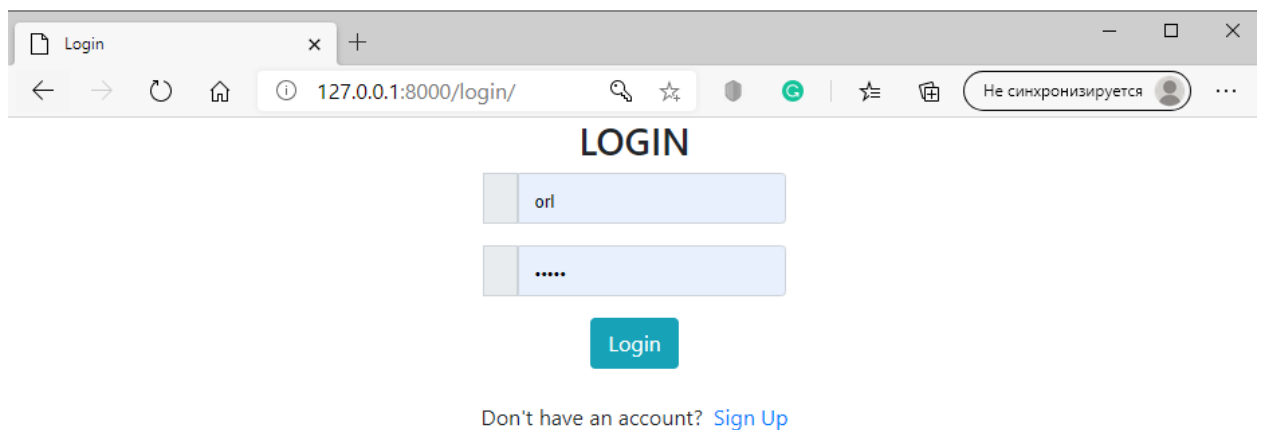 Login
127.0.0.1:8000/login/
Не синхронизируется
LOGIN
orl
•••••
Login
Don't have an account? Sign Up